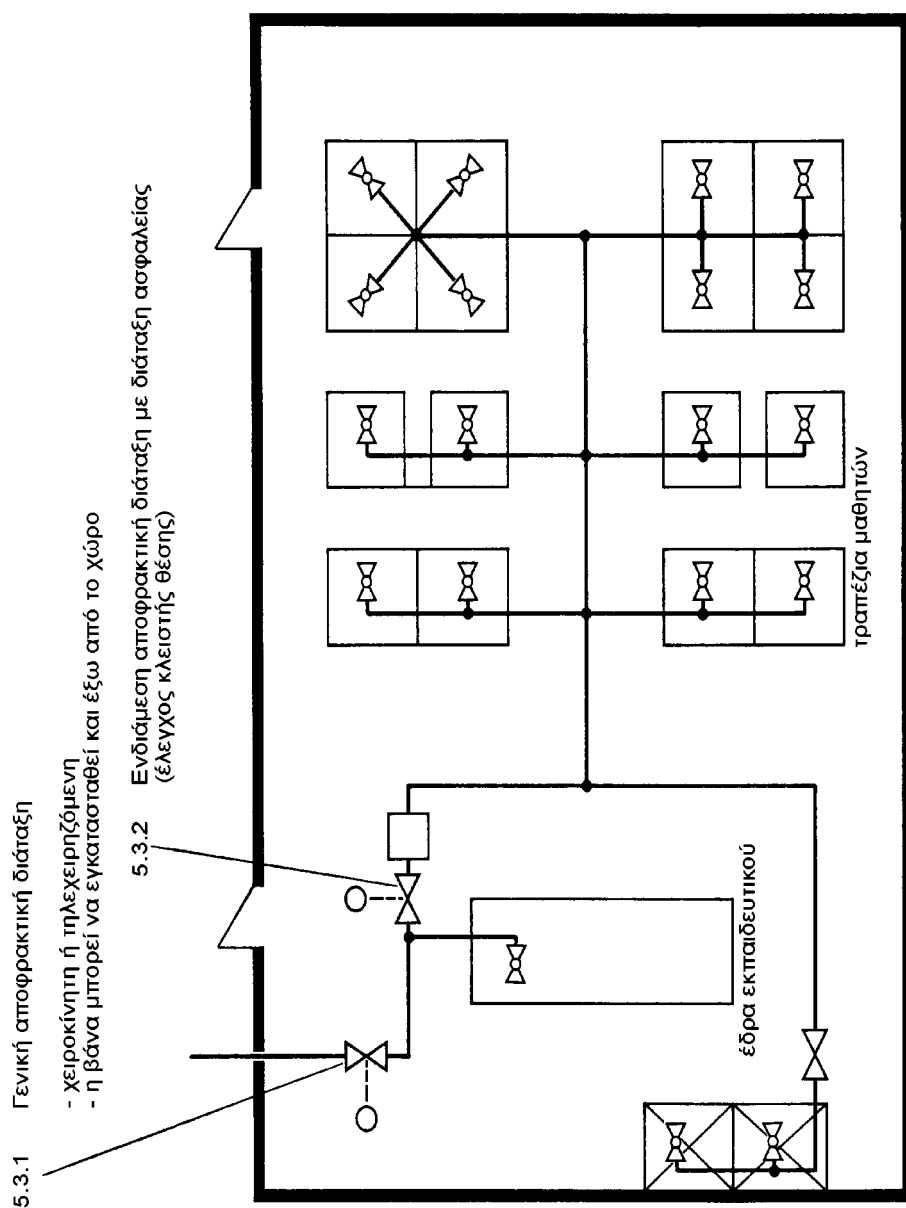 5.3.1 Γενική αποφρακτική διάταξη
- χειροκίνητη ή τηλεχειρηζόμενη
- η βάνα μπορεί να εγκατασταθεί και έξω από το χώρο
5.3.2 Ενδιάμεση αποφρακτική διάταξη με διάταξη ασφαλείας
(έλεγχος κλειστής θέσης)
έδρα εκπαιδευτικού
τραπέζια μαθητών